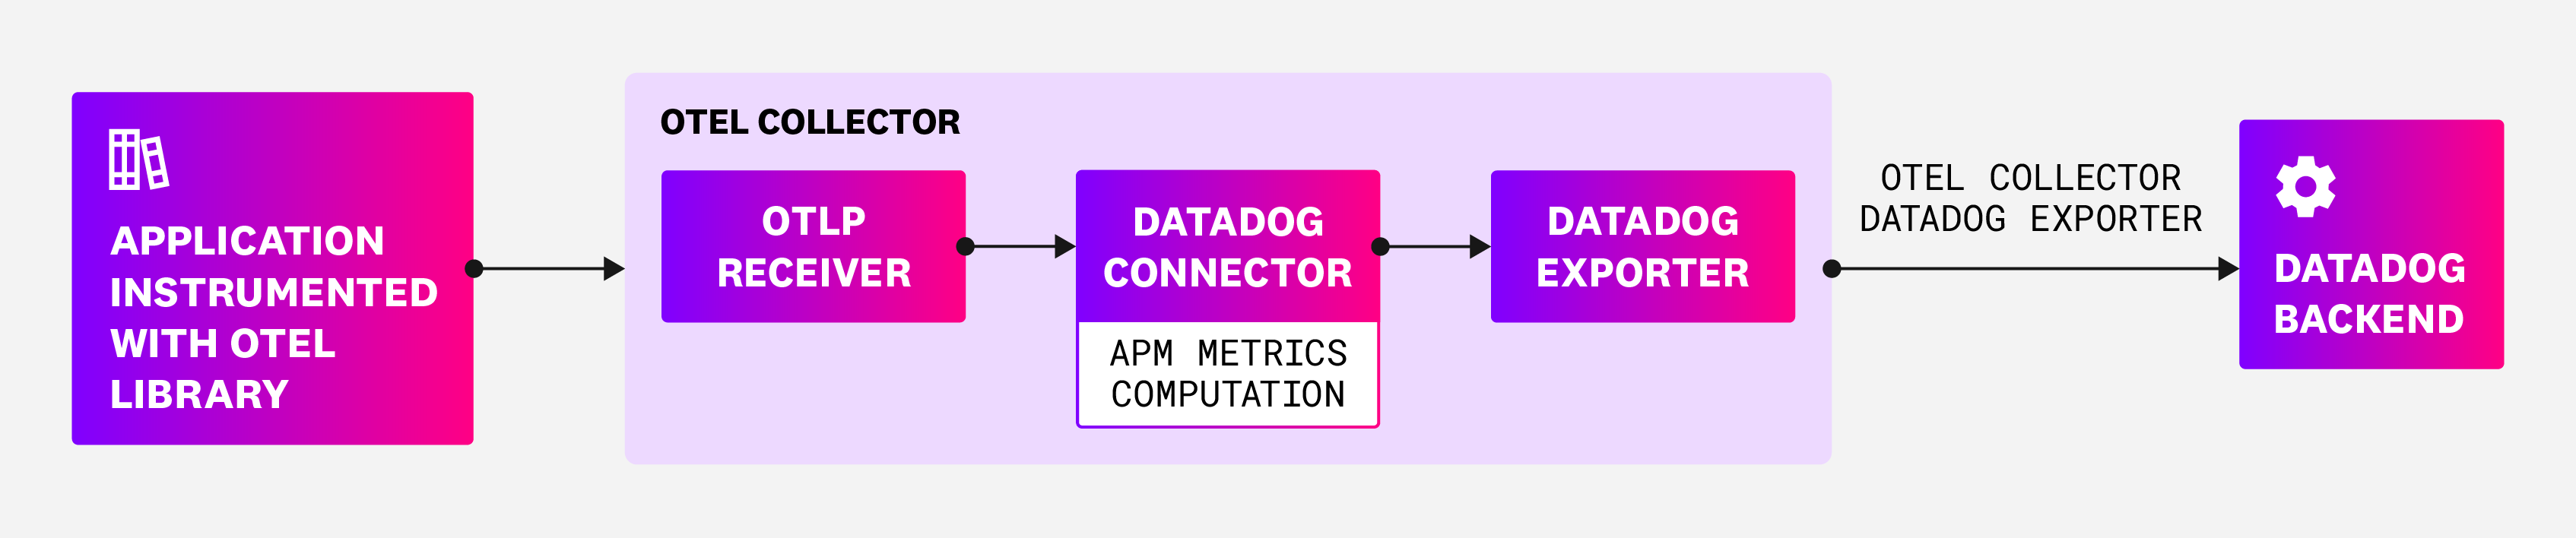 APPLICATION
INSTRUMENTED
WITH OTEL
LIBRARY
OTEL COLLECTOR
OTLP
RECEIVER
DATADOG
CONNECTOR
APM METRICS
COMPUTATION
DATADOG
EXPORTER
OTEL COLLECTOR
DATADOG EXPORTER
DATADOG
BACKEND